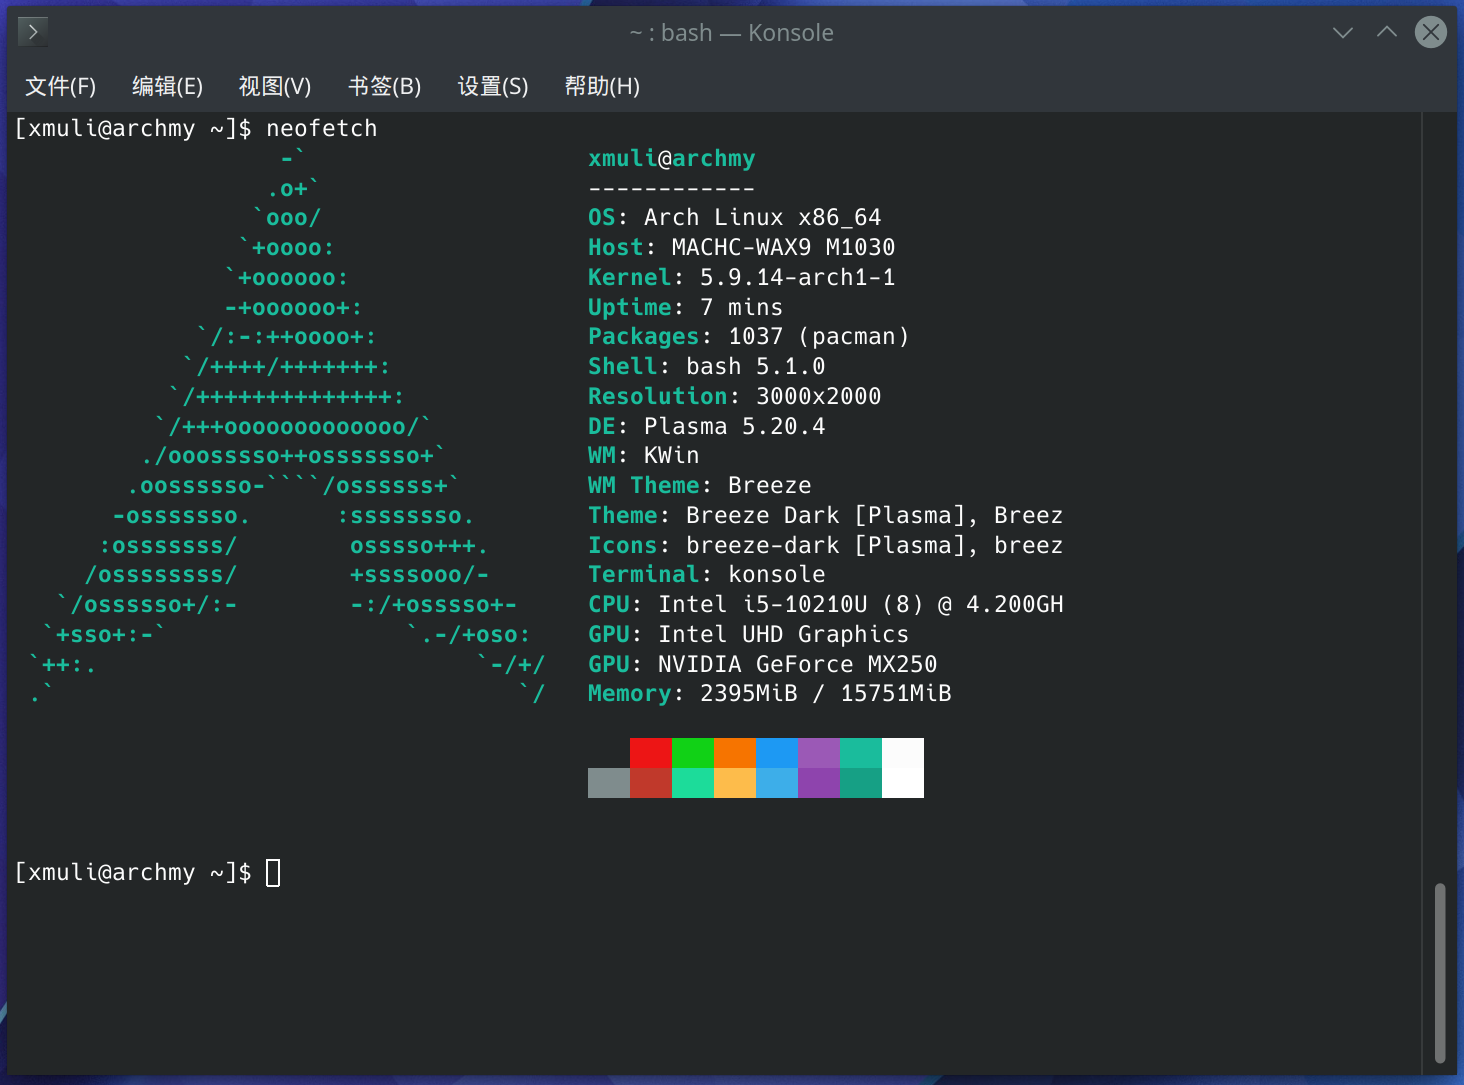 ~ : bash — Konsole
文件(F) 编辑(E) 视图(V) 书签(B) 设置(S) 帮助(H)
[xmuli@archmy ~]$ neofetch
                   -`                    xmuli@archmy
                  .o+`                   ------------
                 `ooo/                   OS: Arch Linux x86_64
                `+oooo:                  Host: MACHC-WAX9 M1030
               `+oooooo:                 Kernel: 5.9.14-arch1-1
               -+oooooo+:                Uptime: 7 mins
             `/:-:++oooo+:               Packages: 1037 (pacman)
            `/++++/+++++++:              Shell: bash 5.1.0
           `/++++++++++++++:             Resolution: 3000x2000
          `/+++ooooooooooooo/`           DE: Plasma 5.20.4
         ./ooosssso++osssssso+`          WM: KWin
        .oossssso-````/ossssss+`         WM Theme: Breeze
       -osssssso.      :ssssssso.        Theme: Breeze Dark [Plasma], Breez
      :osssssss/        osssso+++.       Icons: breeze-dark [Plasma], breez
     /ossssssss/        +ssssooo/-       Terminal: konsole
   `/ossssso+/:-        -:/+osssso+-     CPU: Intel i5-10210U (8) @ 4.200GH
  `+sso+:-`                 `.-/+oso:    GPU: Intel UHD Graphics
 `++:.                           `-/+/   GPU: NVIDIA GeForce MX250
 .`                                 `/   Memory: 2395MiB / 15751MiB
[xmuli@archmy ~]$